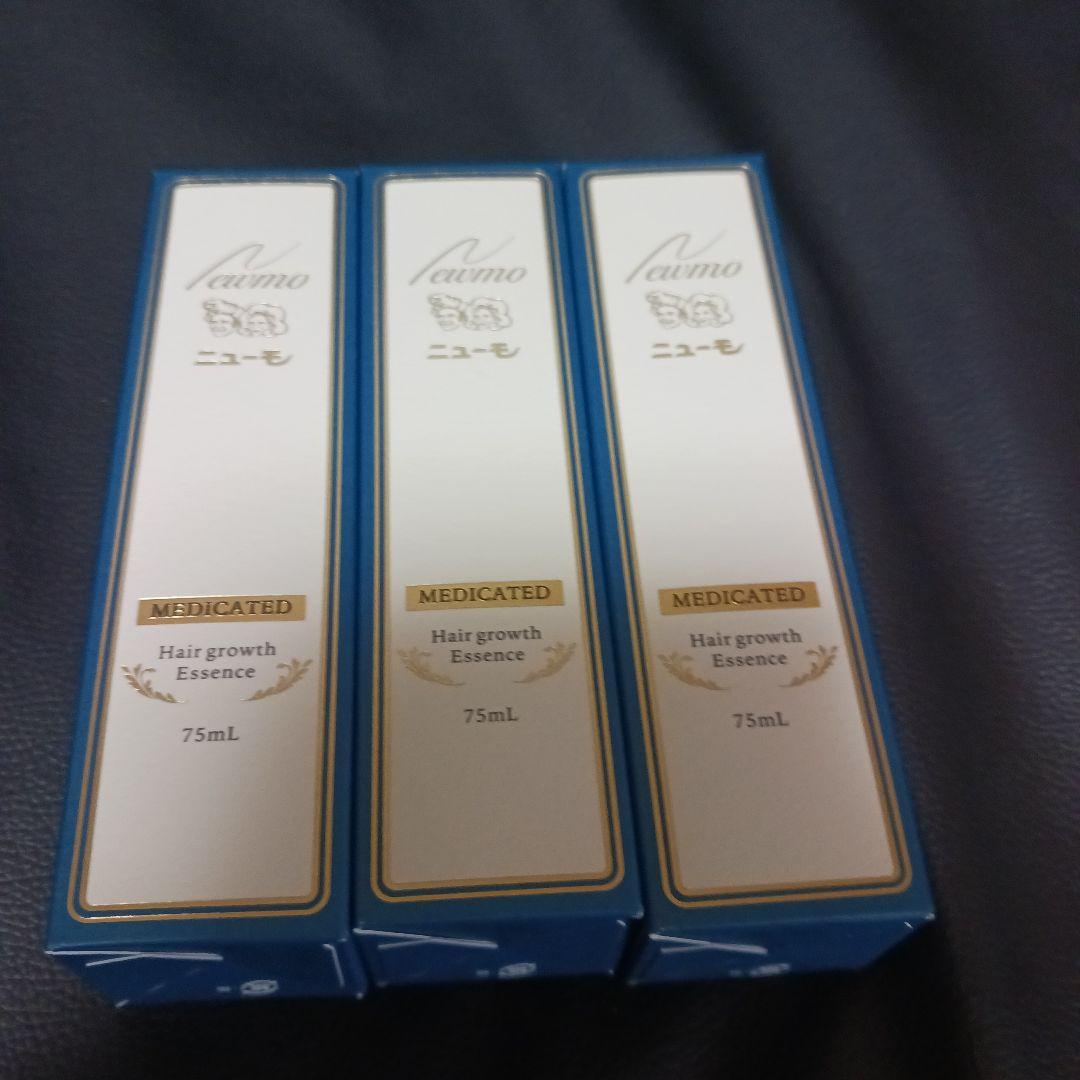 Newmo
ニューモ
MEDICATED
Hair growth
Essence
75mL
Newmo
ニューモ
MEDICATED
Hair growth
Essence
75mL
Newmo
ニューモ
MEDICATED
Hair growth
Essence
75mL